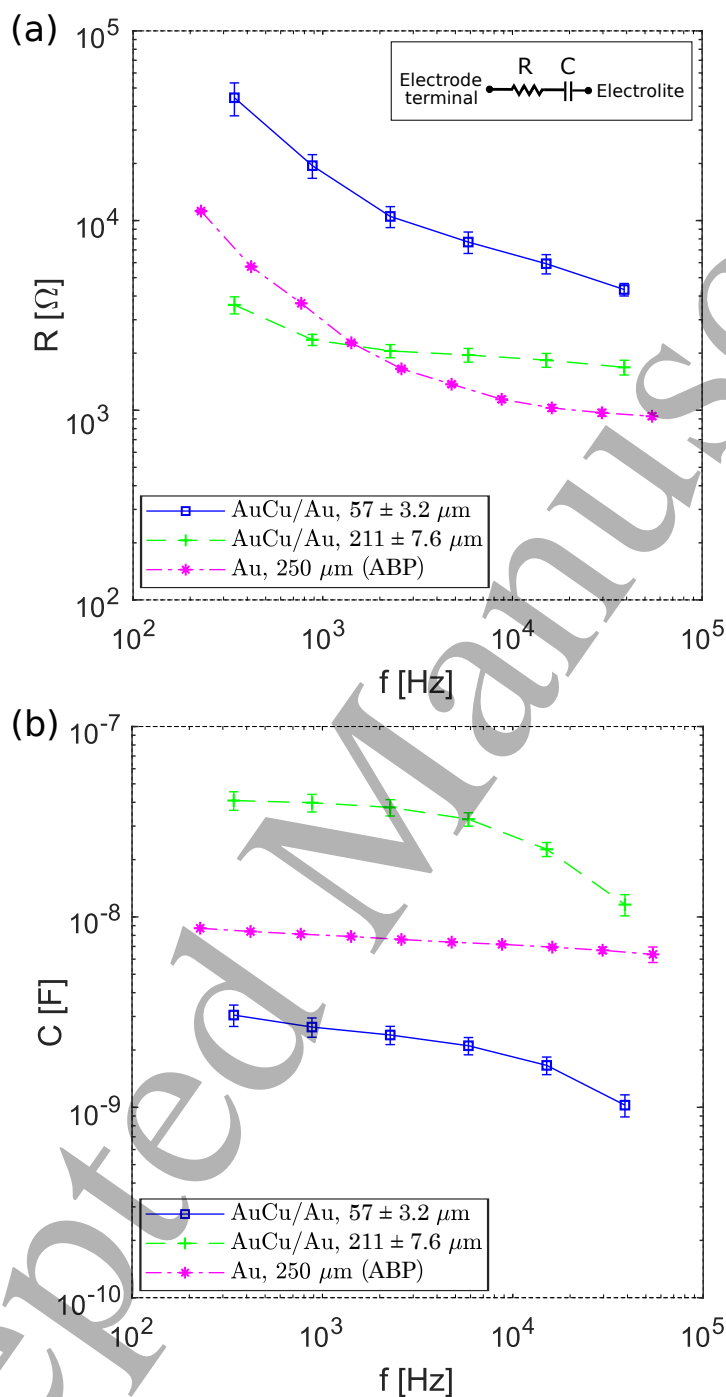 (a)
10^5
R C
Electrode
terminal
Electrolite
10^4
R [Ω]
10^3
AuCu/Au, 57 ± 3.2 μm
AuCu/Au, 211 ± 7.6 μm
Au, 250 μm (ABP)
10^2
10^2 10^3 10^4 10^5
f [Hz]
(b)
10^-7
10^-8
C [F]
10^-9
AuCu/Au, 57 ± 3.2 μm
AuCu/Au, 211 ± 7.6 μm
Au, 250 μm (ABP)
10^-10
10^2 10^3 10^4 10^5
f [Hz]
epted Manusc